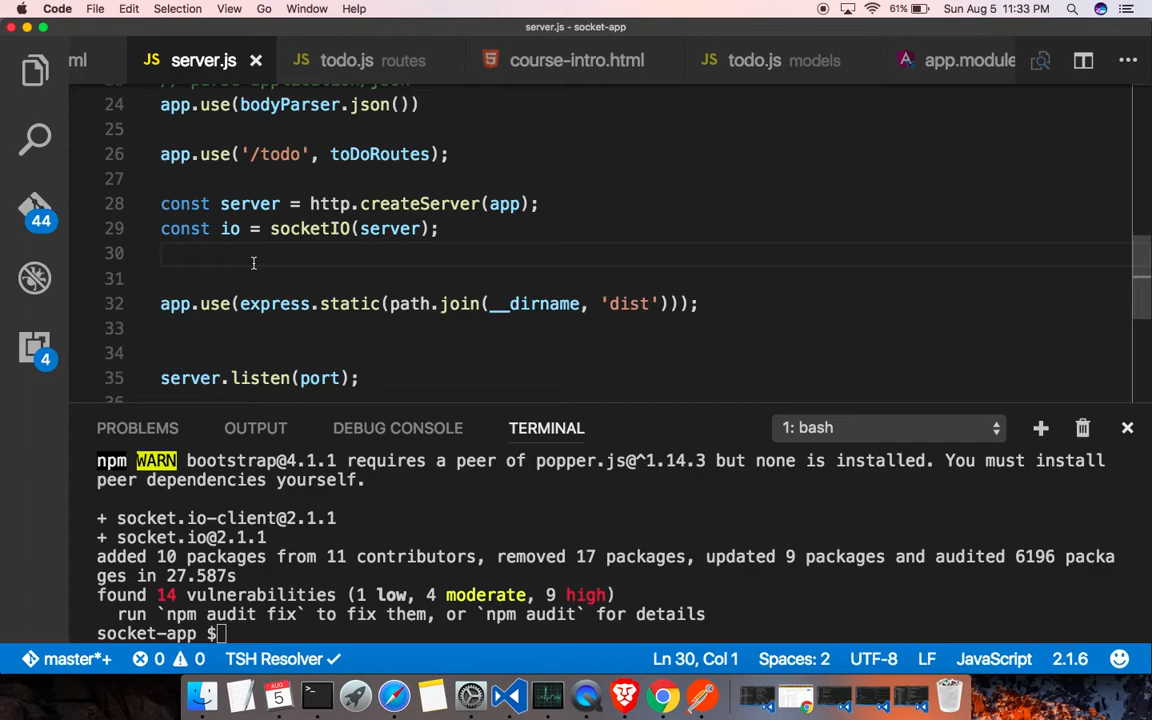 Code File Edit Selection View Go Window Help 61% Sun Aug 5 11:33 PM
server.js - socket-app
ml JS server.js JS todo.js routes 5 course-intro.html JS todo.js models A app.module
24 app.use(bodyParser.json())
25
26 app.use('/todo', toDoRoutes);
27
28 const server = http.createServer(app);
29 const io = socketIO(server);
30
31
32 app.use(express.static(path.join(__dirname, 'dist')));
33
34
35 server.listen(port);
44
4
PROBLEMS OUTPUT DEBUG CONSOLE TERMINAL 1: bash
npm WARN bootstrap@4.1.1 requires a peer of popper.js@^1.14.3 but none is installed. You must install
peer dependencies yourself.
+ socket.io-client@2.1.1
+ socket.io@2.1.1
added 10 packages from 11 contributors, removed 17 packages, updated 9 packages and audited 6196 packa
ges in 27.587s
found 14 vulnerabilities (1 low, 4 moderate, 9 high)
run `npm audit fix` to fix them, or `npm audit` for details
socket-app $
master*+ 0 0 TSH Resolver Ln 30, Col 1 Spaces: 2 UTF-8 LF JavaScript 2.1.6